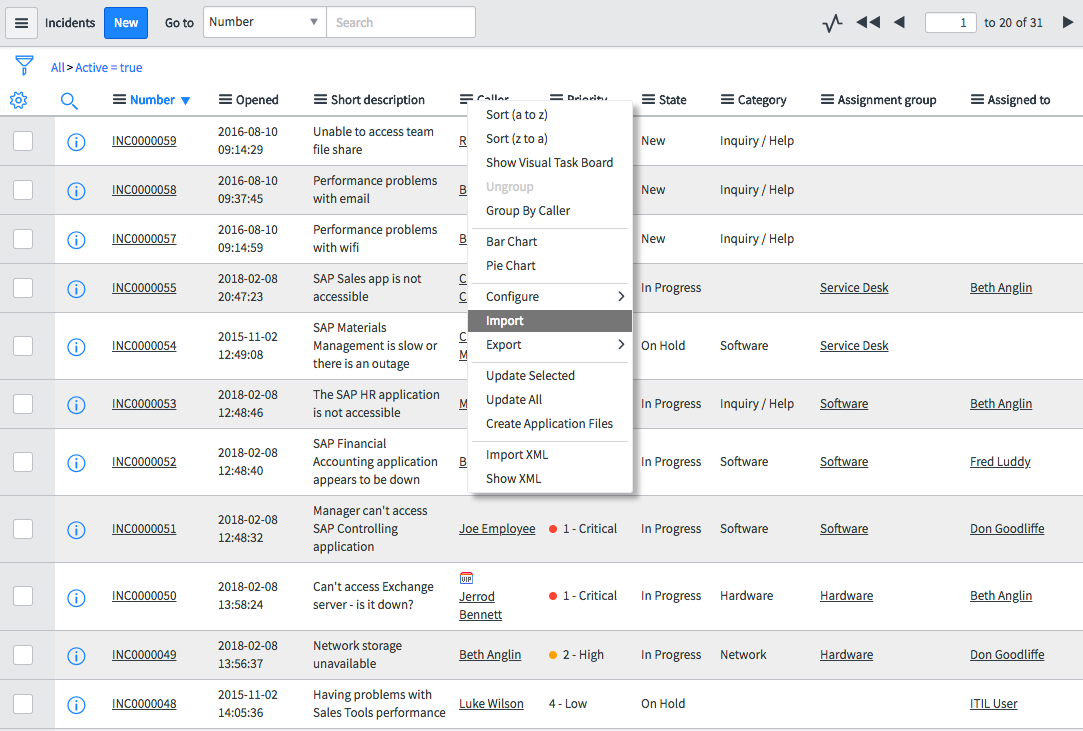 Incidents New Go to Number Search 1 to 20 of 31
All > Active = true
Number Opened Short description State Category Assignment group Assigned to
Sort (a to z)
Sort (z to a)
Show Visual Task Board
Ungroup
Group By Caller
Bar Chart
Pie Chart
Configure
Import
Export
Update Selected
Update All
Create Application Files
Import XML
Show XML
INC0000059 2016-08-10 Unable to access team R New Inquiry / Help
09:14:29 file share
INC0000058 2016-08-10 Performance problems B New Inquiry / Help
09:37:45 with email
INC0000057 2016-08-10 Performance problems B New Inquiry / Help
09:14:59 with wifi
INC0000055 2018-02-08 SAP Sales app is not C In Progress Service Desk Beth Anglin
20:47:23 accessible C
SAP Materials
INC0000054 2015-11-02 Management is slow or C On Hold Software Service Desk
12:49:08 there is an outage M
INC0000053 2018-02-08 The SAP HR application M In Progress Inquiry / Help Software Beth Anglin
12:48:46 is not accessible
SAP Financial
INC0000052 2018-02-08 Accounting application B In Progress Software Software Fred Luddy
12:48:40 appears to be down
Manager can't access
INC0000051 2018-02-08 SAP Controlling Joe Employee 1 - Critical In Progress Software Software Don Goodliffe
12:48:32 application
VIP
INC0000050 2018-02-08 Can't access Exchange Jerrod 1 - Critical In Progress Hardware Hardware Beth Anglin
13:58:24 server - is it down? Bennett
INC0000049 2018-02-08 Network storage Beth Anglin 2 - High In Progress Network Hardware Don Goodliffe
13:56:37 unavailable
INC0000048 2015-11-02 Having problems with Luke Wilson 4 - Low On Hold ITIL User
14:05:36 Sales Tools performance